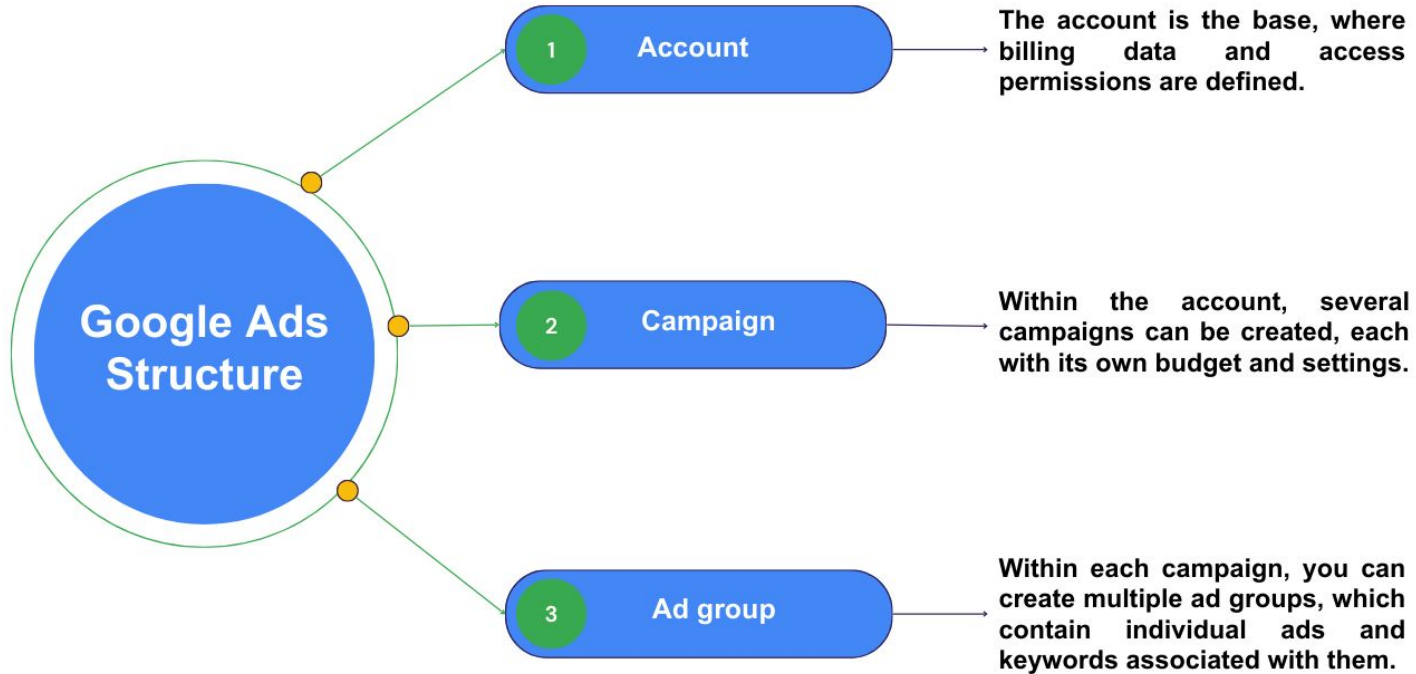 Google Ads
Structure
1
Account
The account is the base, where
billing data and access
permissions are defined.
2
Campaign
Within the account, several
campaigns can be created, each
with its own budget and settings.
3
Ad group
Within each campaign, you can
create multiple ad groups, which
contain individual ads and
keywords associated with them.